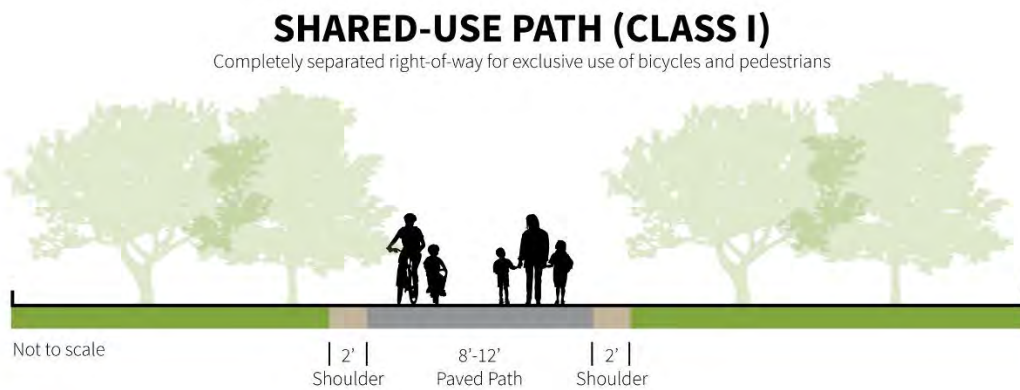 SHARED-USE PATH (CLASS I)
Completely separated right-of-way for exclusive use of bicycles and pedestrians
Not to scale
2’
8’-12’
2’
Shoulder
Paved Path
Shoulder